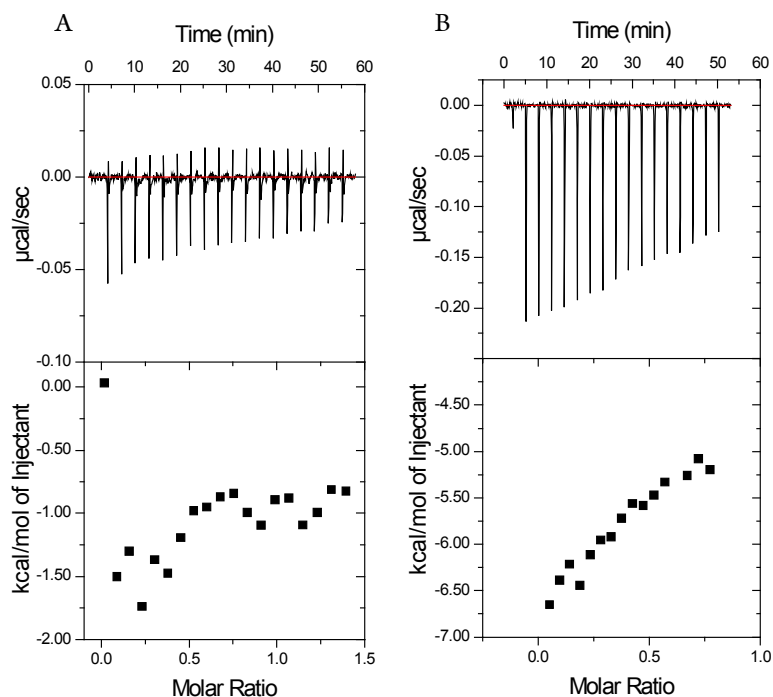 A
Time (min)
0 10 20 30 40 50 60
0.05
0.00
-0.05
-0.10
µcal/sec
0.00
-0.50
-1.00
-1.50
-2.00
kcal/mol of Injectant
0.0 0.5 1.0 1.5
Molar Ratio
B
Time (min)
0 10 20 30 40 50 60
0.00
-0.05
-0.10
-0.15
-0.20
µcal/sec
-4.50
-5.00
-5.50
-6.00
-6.50
-7.00
kcal/mol of Injectant
0.0 0.5 1.0
Molar Ratio